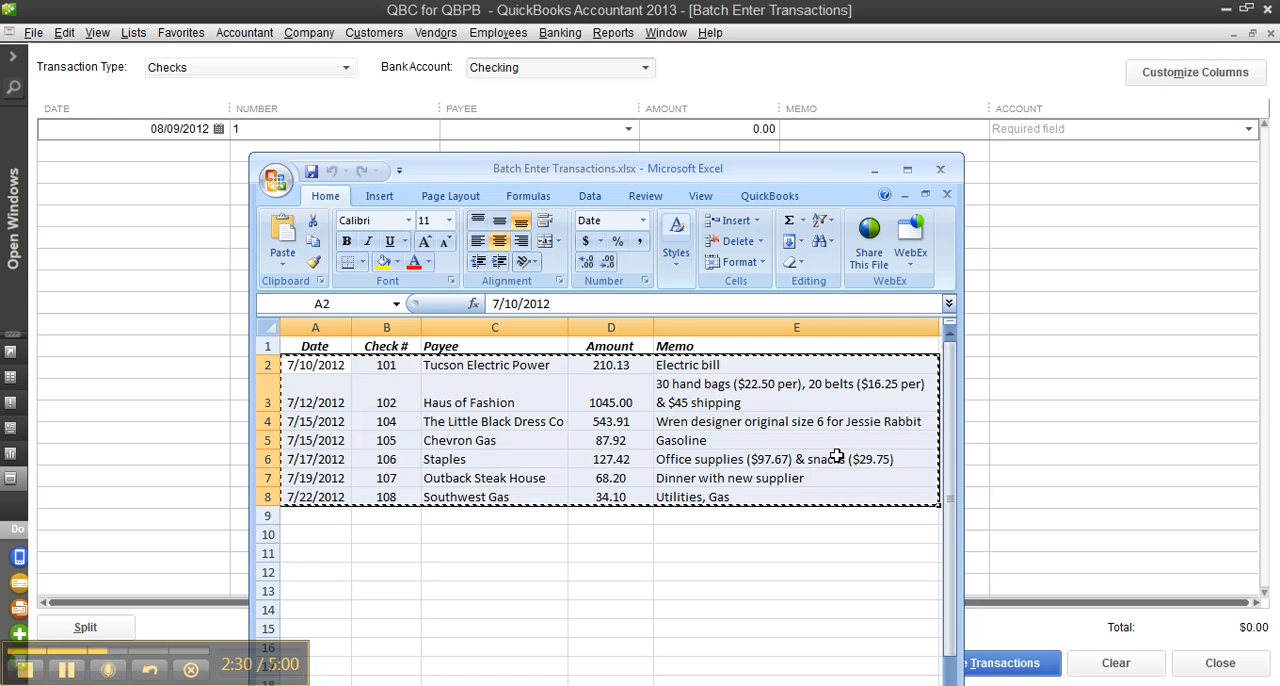 QBC for QBPB - QuickBooks Accountant 2013 - [Batch Enter Transactions]
File Edit View Lists Favorites Accountant Company Customers Vendors Employees Banking Reports Window Help
Transaction Type: Checks Bank Account: Checking Customize Columns
DATE NUMBER PAYEE AMOUNT MEMO ACCOUNT
08/09/2012 1 0.00 Required field
Open Windows
Do
Batch Enter Transactions.xlsx - Microsoft Excel
Home Insert Page Layout Formulas Data Review View QuickBooks
Paste Calibri 11 Date Styles Insert Delete Format Share This File WebEx
Clipboard Font Alignment Number Cells Editing WebEx
A2 fx 7/10/2012
A B C D E
1 Date Check # Payee Amount Memo
2 7/10/2012 101 Tucson Electric Power 210.13 Electric bill
30 hand bags ($22.50 per), 20 belts ($16.25 per)
3 7/12/2012 102 Haus of Fashion 1045.00 & $45 shipping
4 7/15/2012 104 The Little Black Dress Co 543.91 Wren designer original size 6 for Jessie Rabbit
5 7/15/2012 105 Chevron Gas 87.92 Gasoline
6 7/17/2012 106 Staples 127.42 Office supplies ($97.67) & snacks ($29.75)
7 7/19/2012 107 Outback Steak House 68.20 Dinner with new supplier
8 7/22/2012 108 Southwest Gas 34.10 Utilities, Gas
9
10
11
12
13
14
15
16
Split
Total: $0.00
Transactions Clear Close
2:30 / 5:00